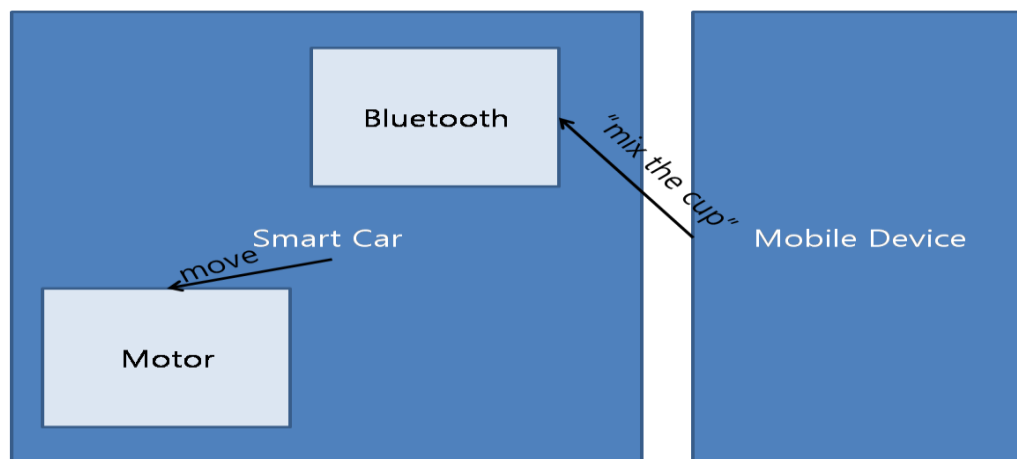 Bluetooth
“mix the cup”
Smart Car
Mobile Device
move
Motor